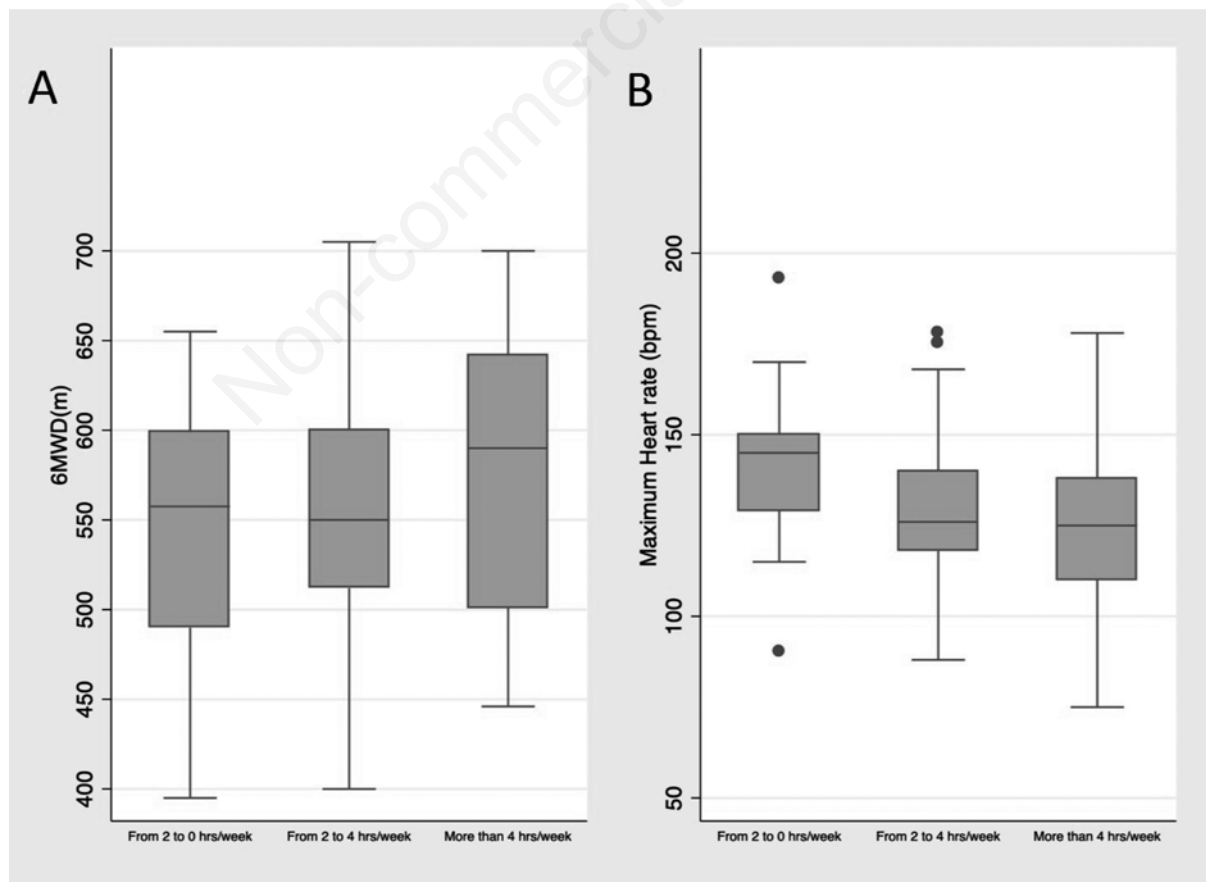 Non-commercia
A
6MWD(m)
700
650
600
550
500
450
400
From 2 to 0 hrs/week
From 2 to 4 hrs/week
More than 4 hrs/week
B
Maximum Heart rate (bpm)
200
150
100
50
From 2 to 0 hrs/week
From 2 to 4 hrs/week
More than 4 hrs/week